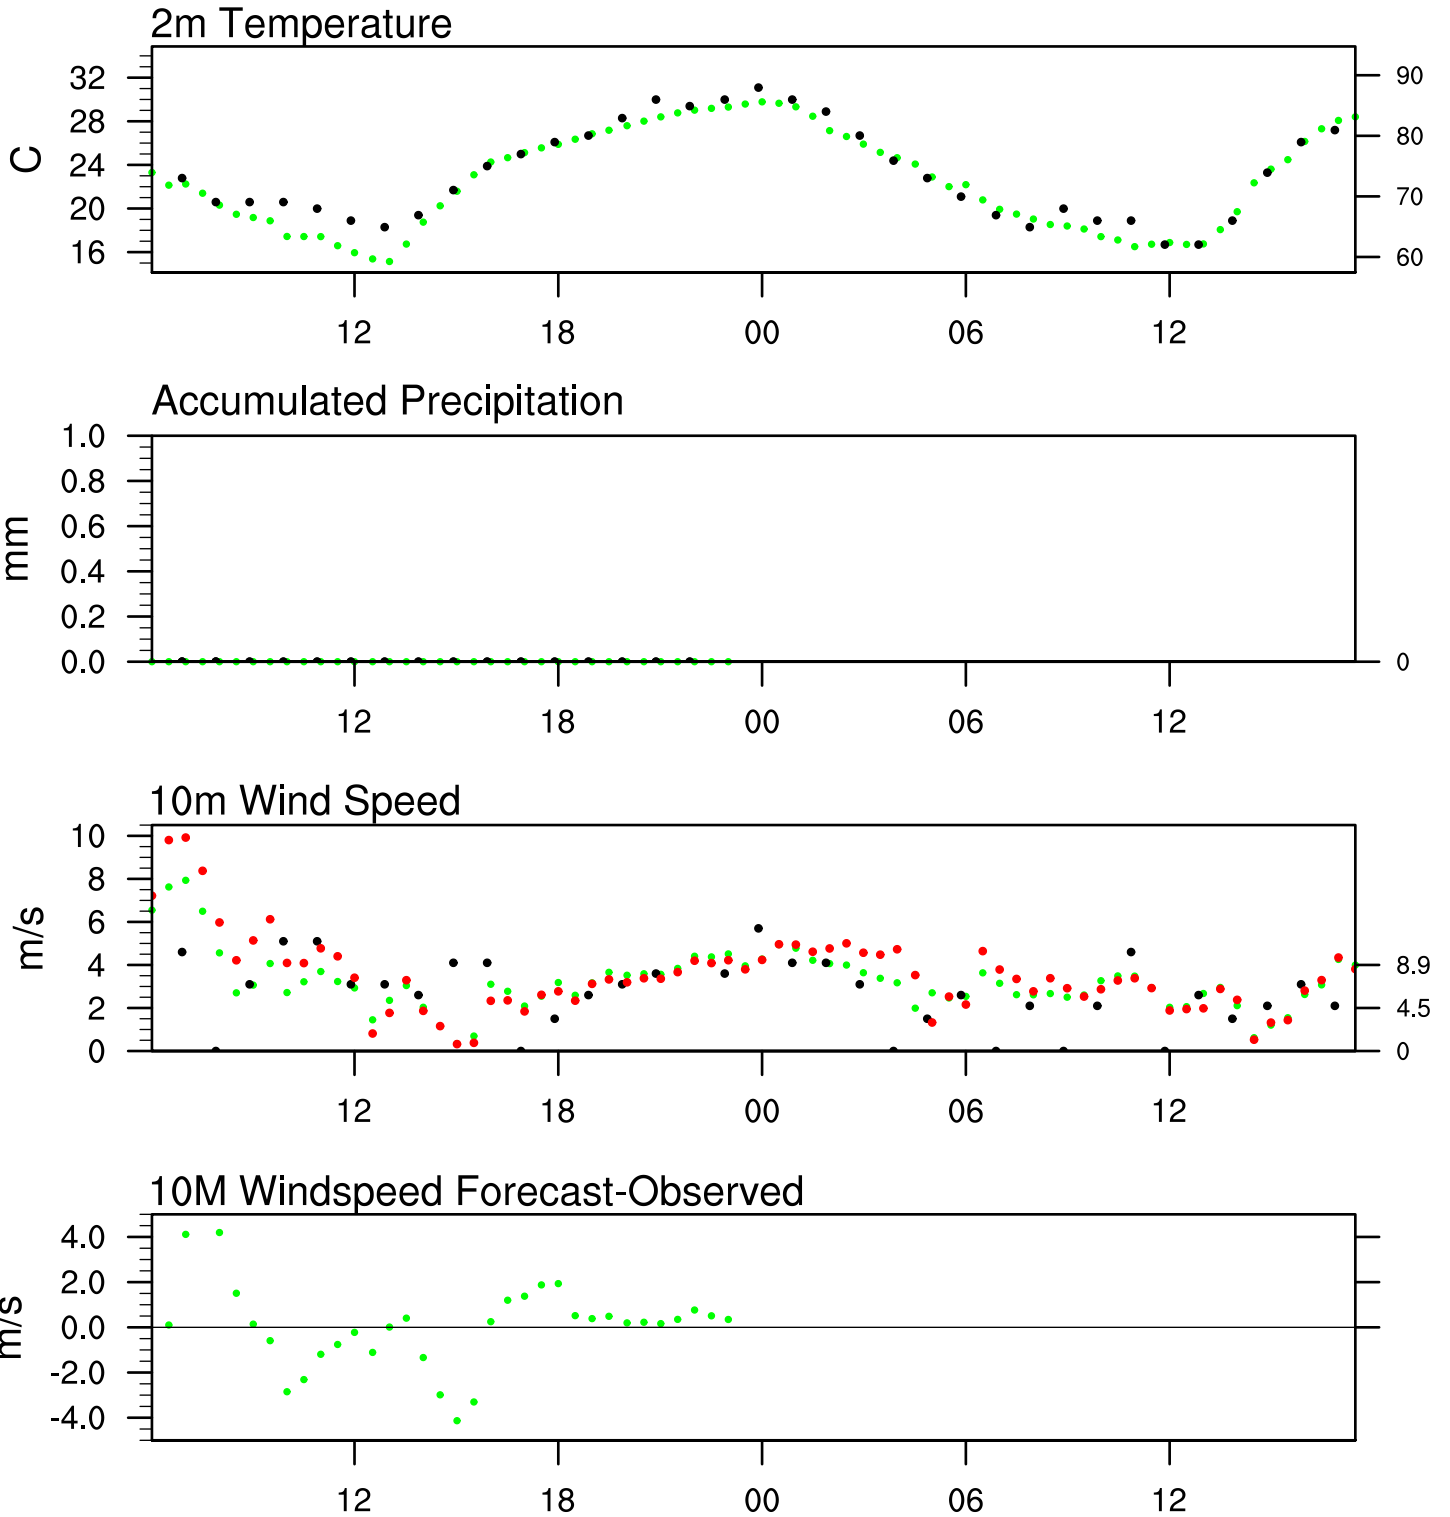 2m Temperature
32
28
24
20
16
C
90
80
70
60
12 18 00 06 12
Accumulated Precipitation
1.0
0.8
0.6
0.4
0.2
0.0
mm
0
12 18 00 06 12
10m Wind Speed
10
8
6
4
2
0
m/s
8.9
4.5
0
12 18 00 06 12
10M Windspeed Forecast-Observed
4.0
2.0
0.0
-2.0
-4.0
m/s
12 18 00 06 12